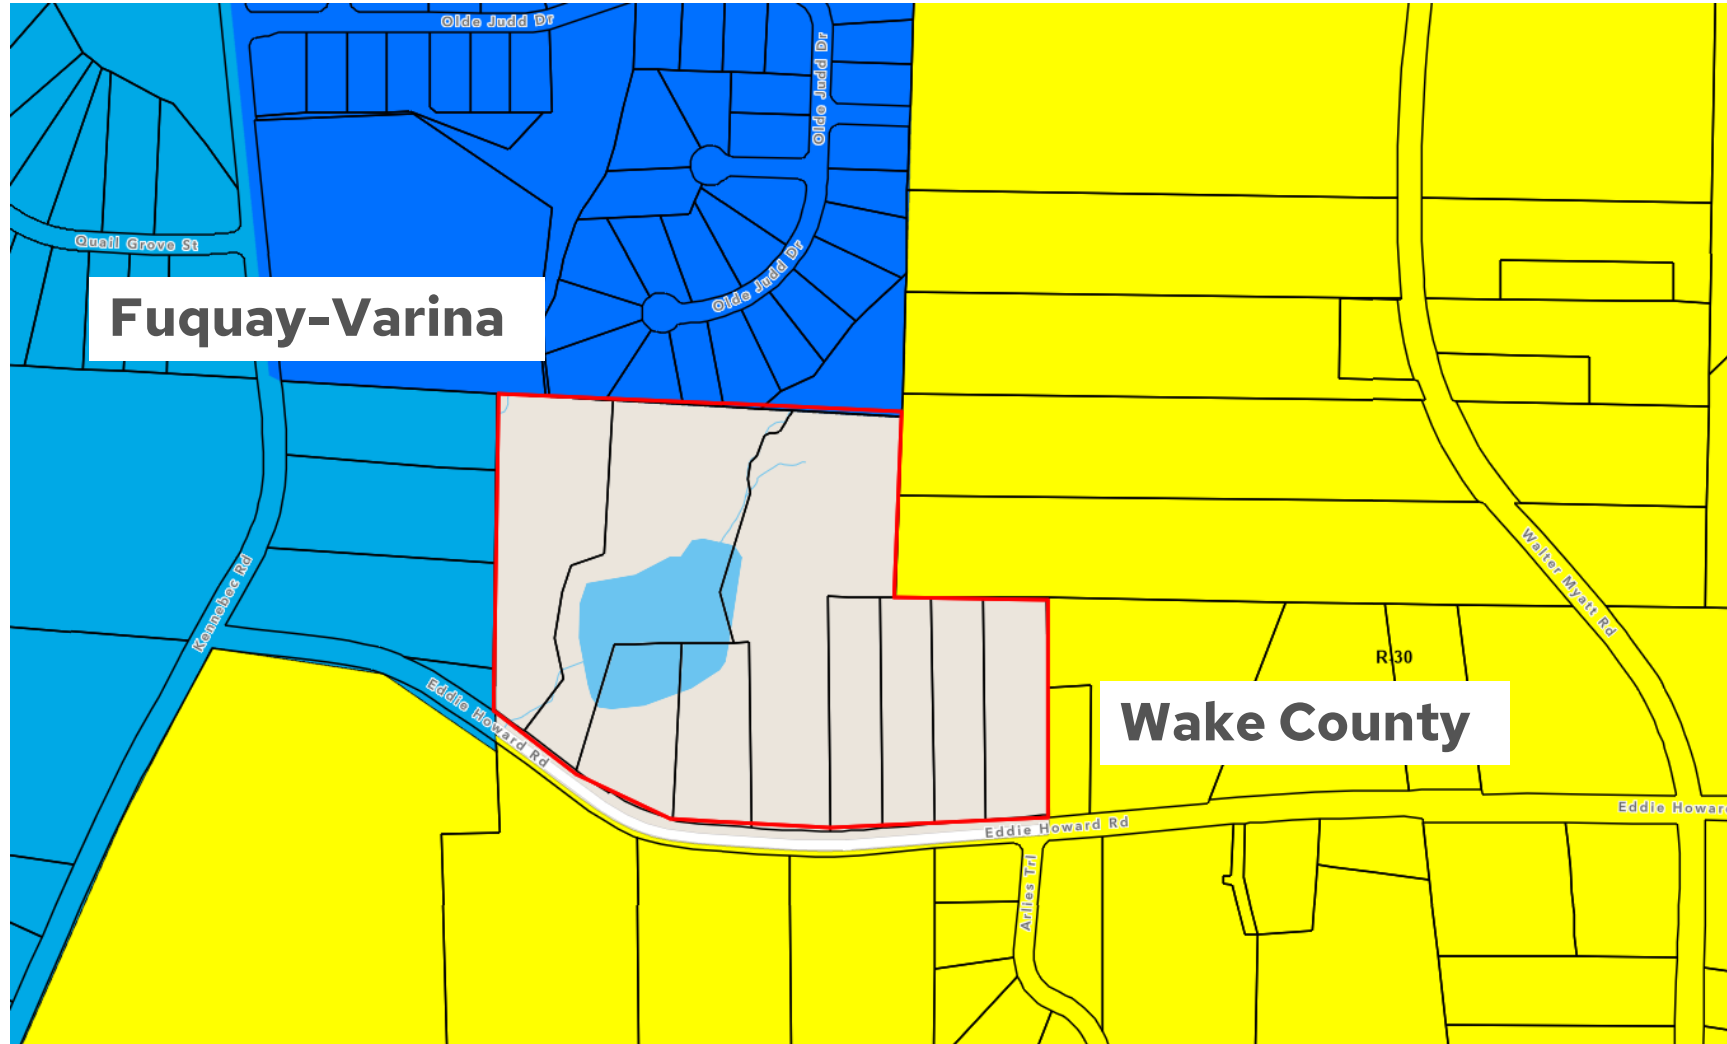 Olde Judd Dr
Olde Judd Dr
Quail Grove St
Olde Judd Dr
Fuquay-Varina
Kennebec Rd
Walter Myatt Rd
R-30
Eddie Howard Rd
Wake County
Eddie Howar
Eddie Howard Rd
Arlies Trl